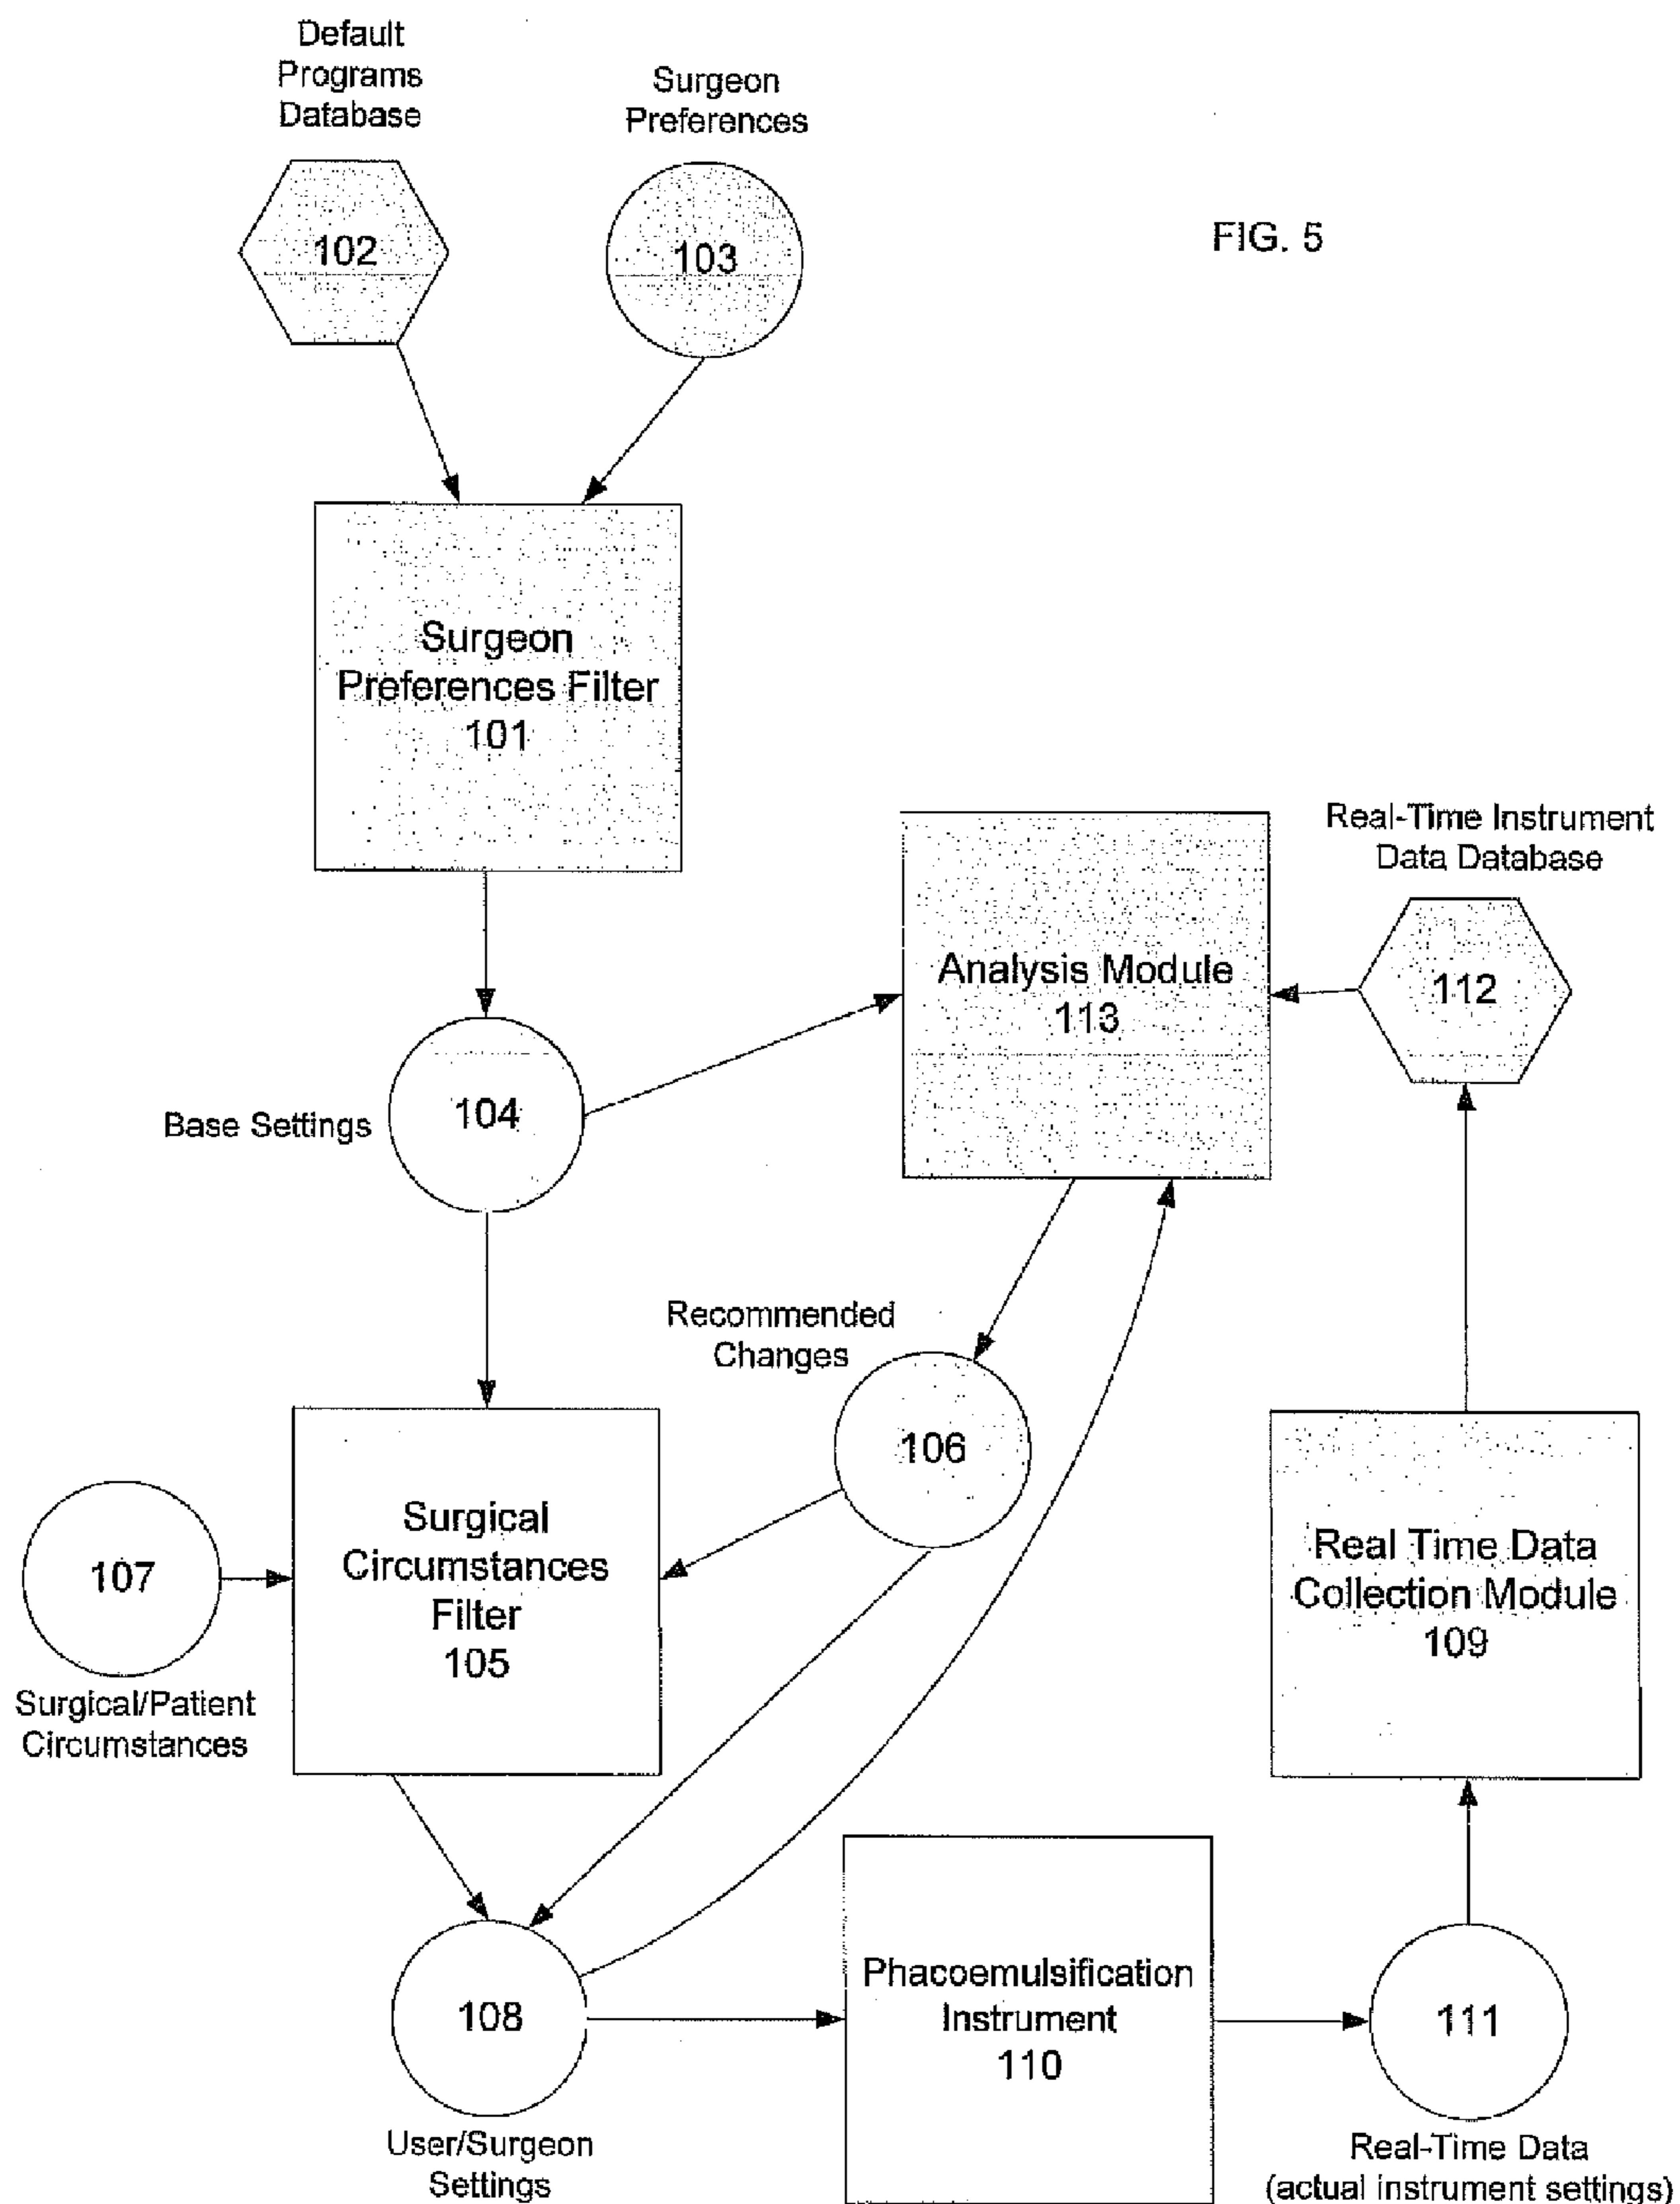 Default
Programs
Database
Surgeon
Preferences
102
103
FIG. 5
Surgeon
Preferences Filter
101
Real-Time Instrument
Data Database
Analysis Module
113
112
Base Settings
104
Recommended
Changes
106
107
Surgical/Patient
Circumstances
Surgical
Circumstances
Filter
105
Real Time Data
Collection Module
109
108
User/Surgeon
Settings
Phacoemulsification
Instrument
110
111
Real-Time Data
(actual instrument settings)